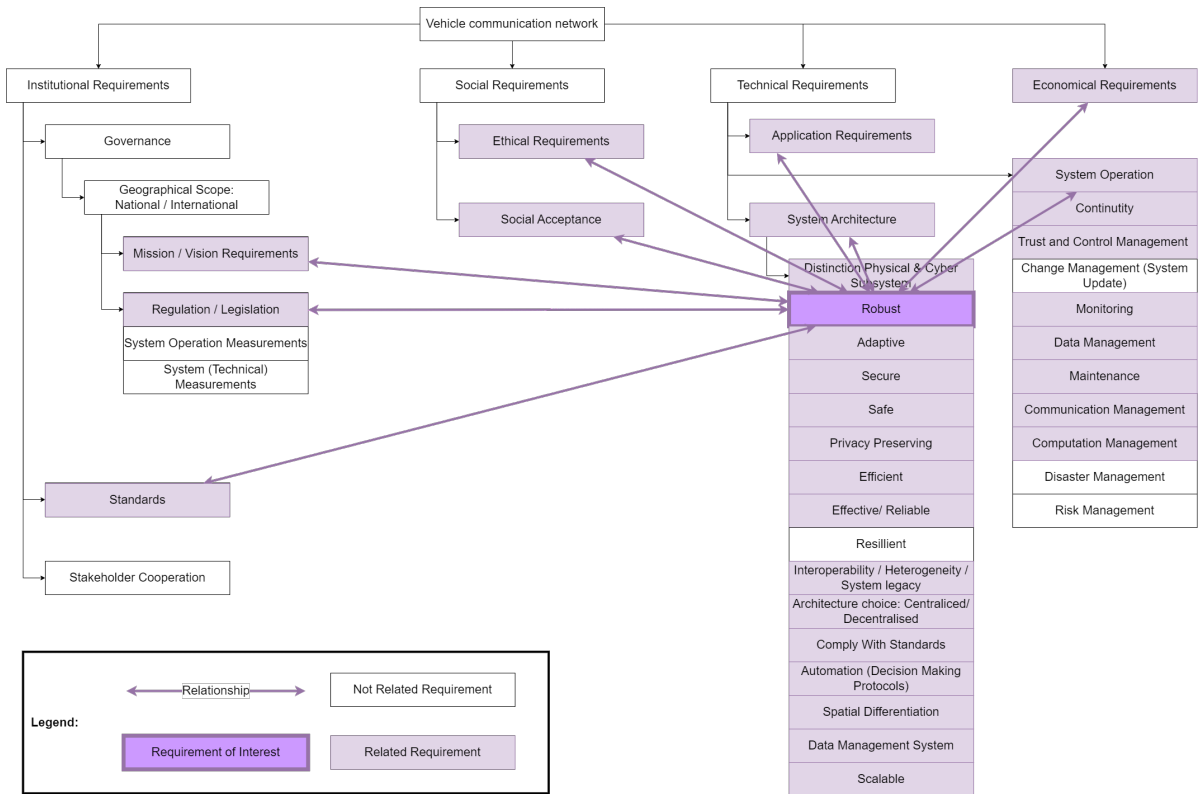 Vehicle communication network
Institutional Requirements
Social Requirements
Technical Requirements
Economical Requirements
Governance
Geographical Scope:
National / International
Mission / Vision Requirements
Regulation / Legislation
System Operation Measurements
System (Technical)
Measurements
Standards
Stakeholder Cooperation
Ethical Requirements
Social Acceptance
Application Requirements
System Architecture
Distinction Physical & Cyber
Subsystem
Robust
Adaptive
Secure
Safe
Privacy Preserving
Efficient
Effective/ Reliable
Resillient
Interoperability / Heterogeneity /
System legacy
Architecture choice: Centraliced/
Decentralised
Comply With Standards
Automation (Decision Making
Protocols)
Spatial Differentiation
Data Management System
Scalable
System Operation
Continutity
Trust and Control Management
Change Management (System
Update)
Monitoring
Data Management
Maintenance
Communication Management
Computation Management
Disaster Management
Risk Management
Legend:
Relationship
Not Related Requirement
Requirement of Interest
Related Requirement